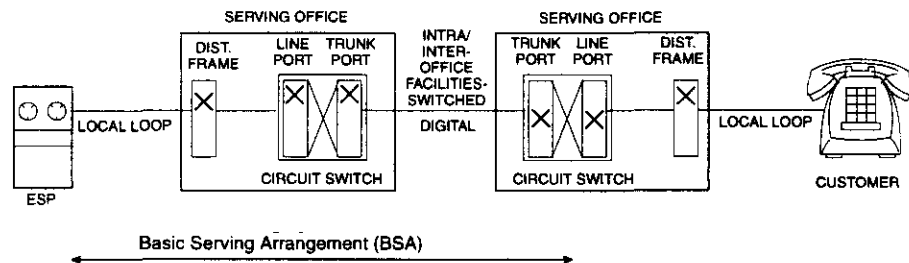 SERVING OFFICE
SERVING OFFICE
DIST.
FRAME
LINE
PORT
TRUNK
PORT
INTRA/
INTER-
OFFICE
FACILITIES-
SWITCHED
DIGITAL
TRUNK
PORT
LINE
PORT
DIST.
FRAME
LOCAL LOOP
LOCAL LOOP
CIRCUIT SWITCH
CIRCUIT SWITCH
ESP
CUSTOMER
Basic Serving Arrangement (BSA)